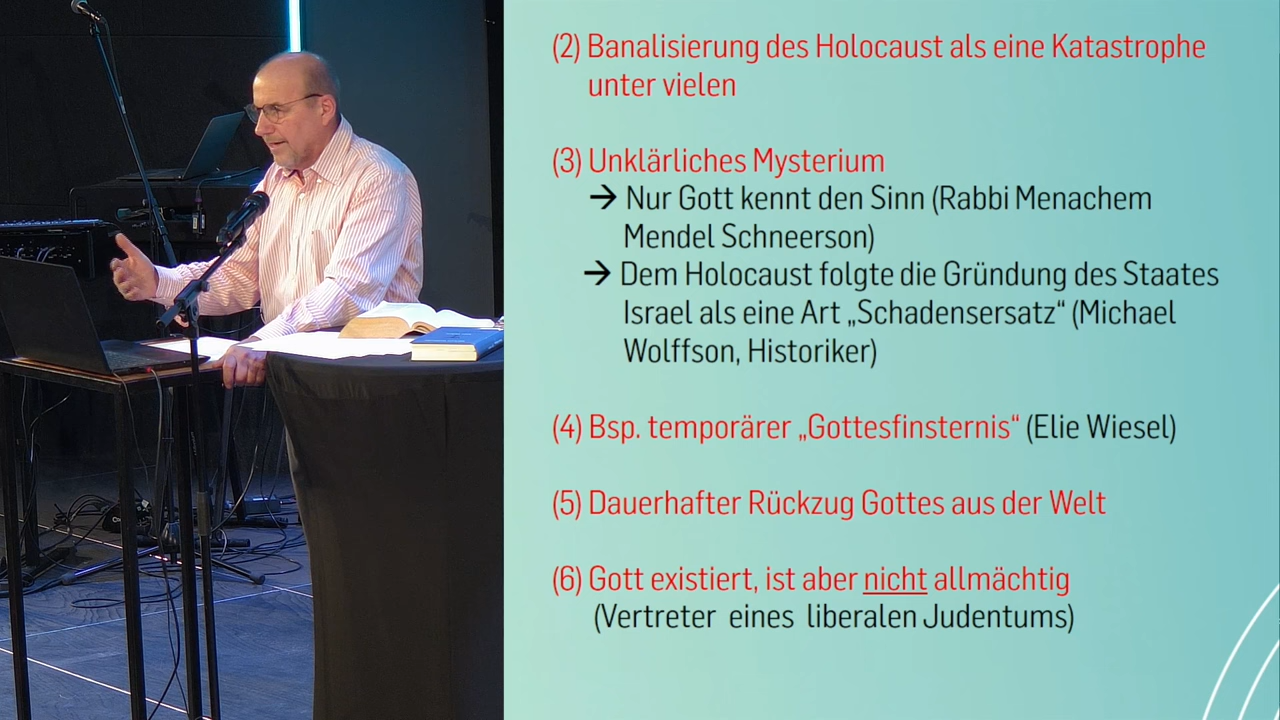 (2) Banalisierung des Holocaust als eine Katastrophe
unter vielen
(3) Unklärliches Mysterium
→ Nur Gott kennt den Sinn (Rabbi Menachem
Mendel Schneerson)
→ Dem Holocaust folgte die Gründung des Staates
Israel als eine Art „Schadensersatz“ (Michael
Wolffson, Historiker)
(4) Bsp. temporärer „Gottesfinsternis“ (Elie Wiesel)
(5) Dauerhafter Rückzug Gottes aus der Welt
(6) Gott existiert, ist aber nicht allmächtig
(Vertreter eines liberalen Judentums)